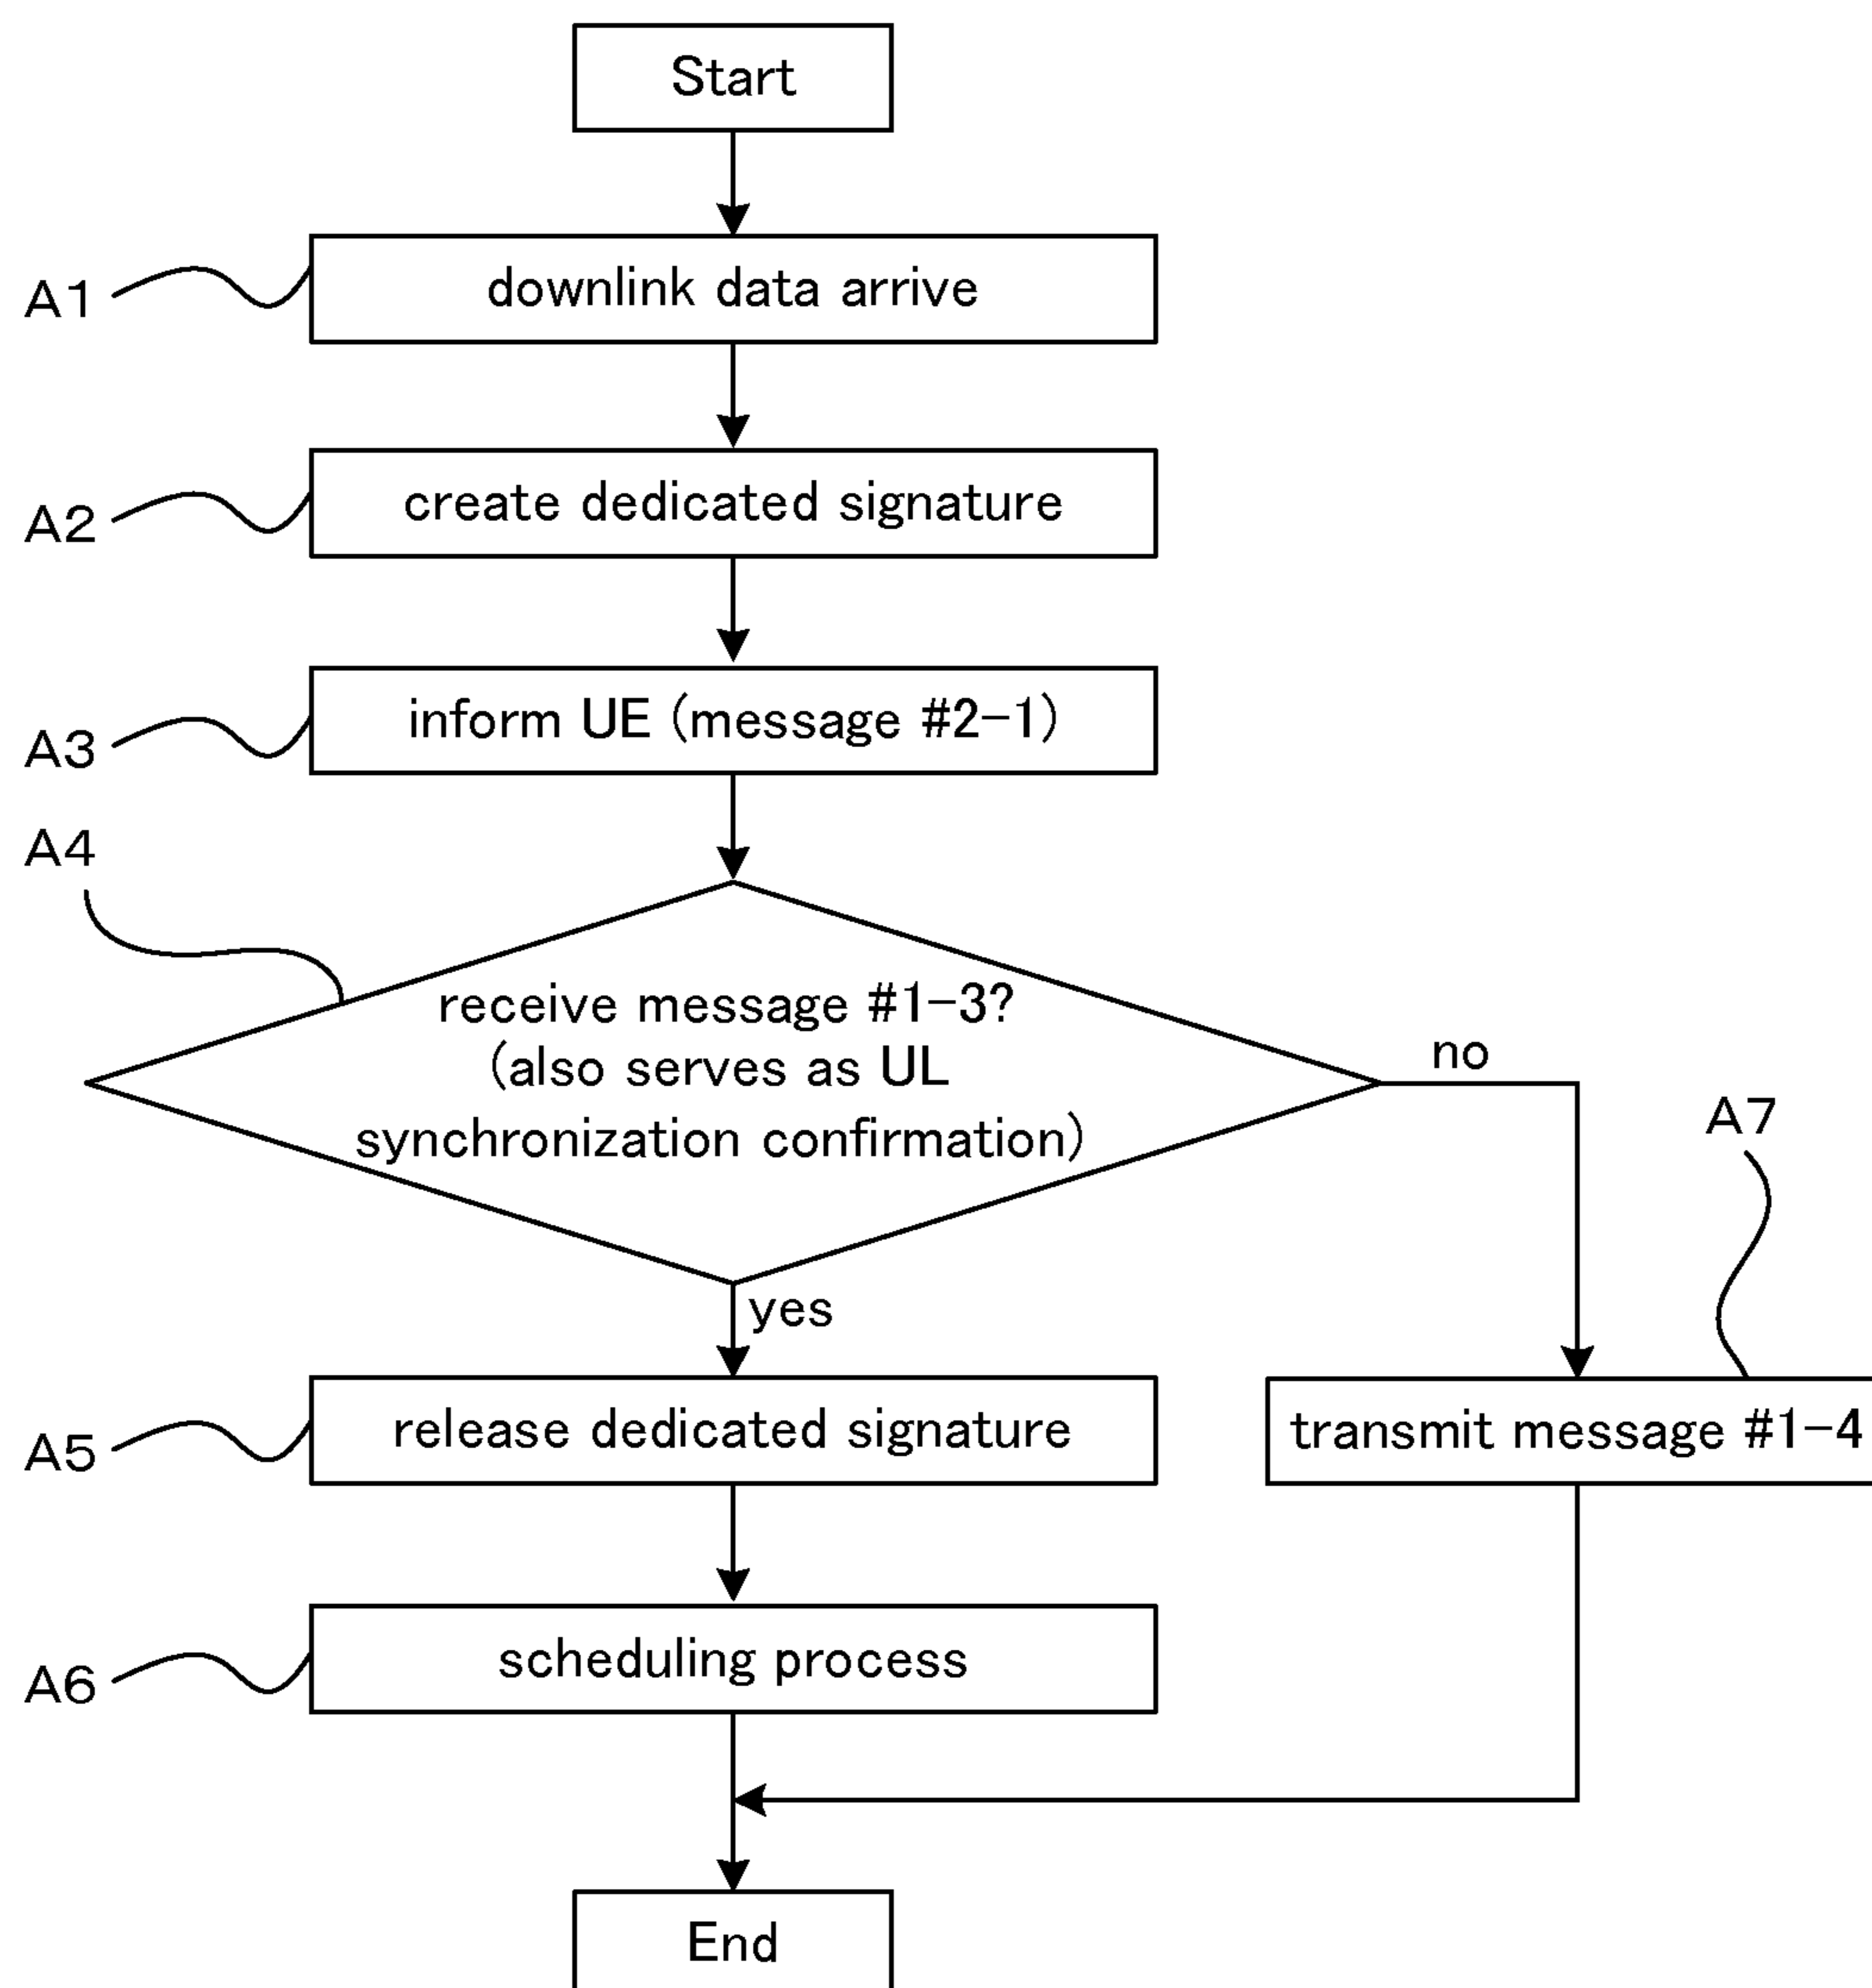 Start
A1
downlink data arrive
A2
create dedicated signature
A3
inform UE (message #2-1)
A4
receive message #1-3?
(also serves as UL
synchronization confirmation)
no
A7
yes
A5
release dedicated signature
transmit message #1-4
A6
scheduling process
End